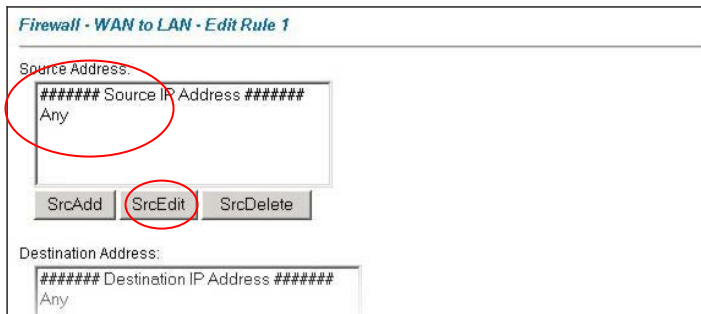 Firewall - WAN to LAN - Edit Rule 1
Source Address:
####### Source IP Address #######
Any
SrcAdd SrcEdit SrcDelete
Destination Address:
####### Destination IP Address #######
Any